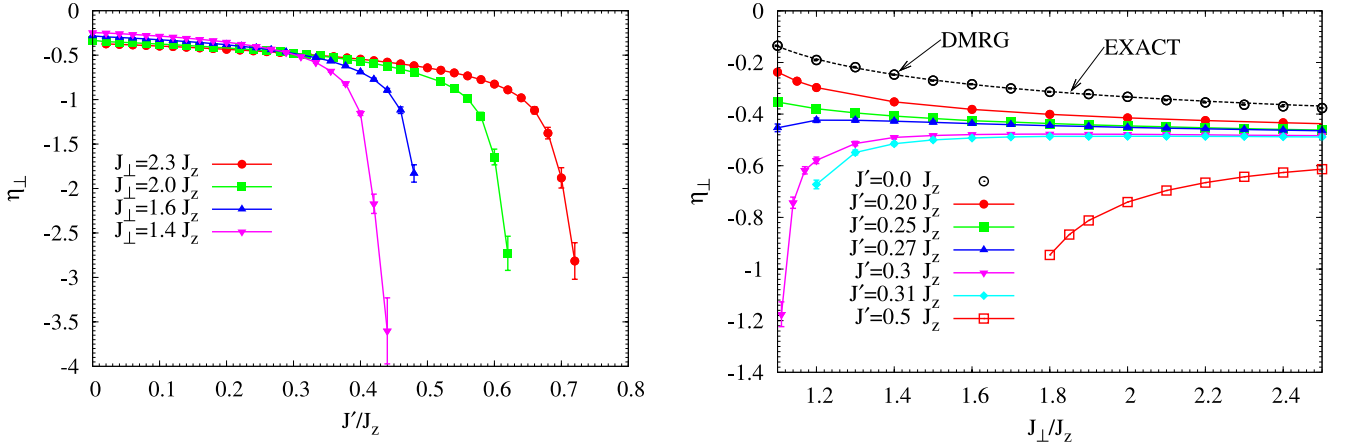 0
-0.5
-1
-1.5
-2
-2.5
-3
-3.5
-4
η⊥
0 0.1 0.2 0.3 0.4 0.5 0.6 0.7 0.8
J′/Jz
J⊥=2.3 Jz
J⊥=2.0 Jz
J⊥=1.6 Jz
J⊥=1.4 Jz
0
-0.2
-0.4
-0.6
-0.8
-1
-1.2
-1.4
η⊥
1.2 1.4 1.6 1.8 2 2.2 2.4
J⊥/Jz
DMRG
EXACT
J′=0.0 Jz
J′=0.20 Jz
J′=0.25 Jz
J′=0.27 Jz
J′=0.3 Jz
J′=0.31 Jz
J′=0.5 Jz